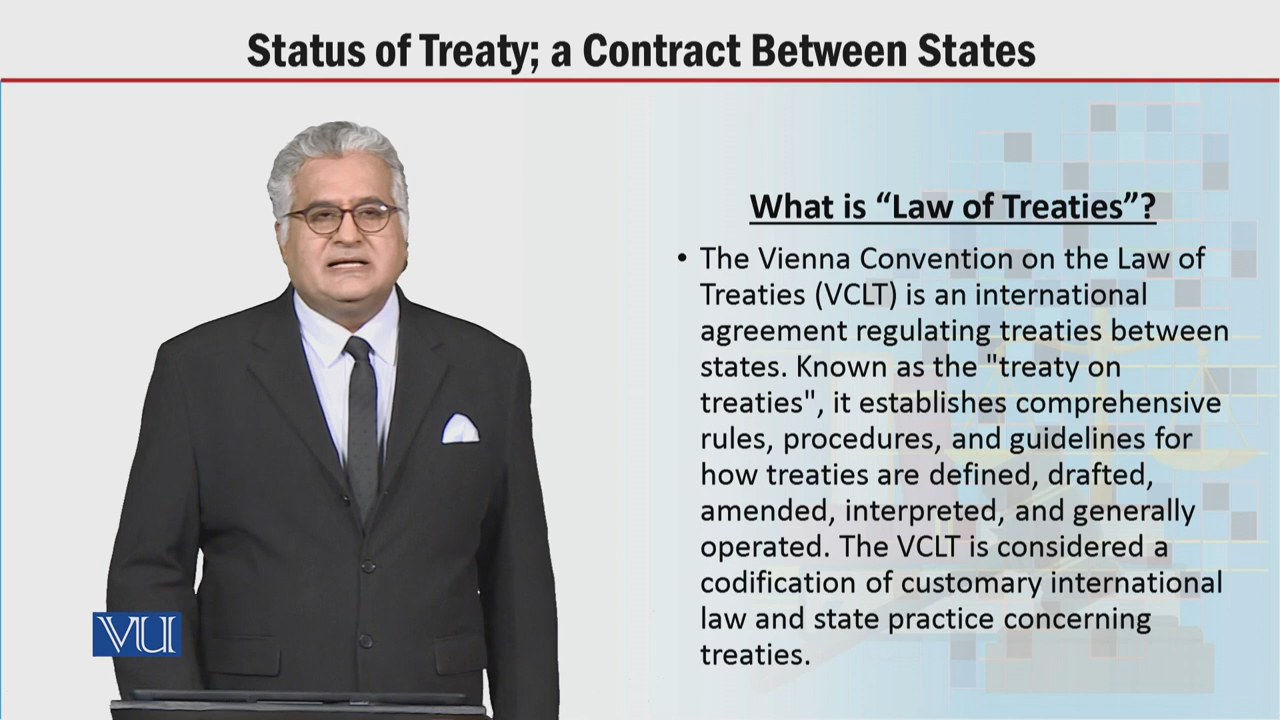 Status of Treaty; a Contract Between States
What is “Law of Treaties”?
• The Vienna Convention on the Law of
Treaties (VCLT) is an international
agreement regulating treaties between
states. Known as the "treaty on
treaties", it establishes comprehensive
rules, procedures, and guidelines for
how treaties are defined, drafted,
amended, interpreted, and generally
operated. The VCLT is considered a
codification of customary international
law and state practice concerning
treaties.
VU